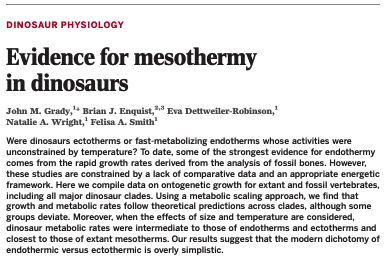 DINOSAUR PHYSIOLOGY
Evidence for mesothermy
in dinosaurs
John M. Grady,¹* Brian J. Enquist,²,³ Eva Dettweiler-Robinson,¹
Natalie A. Wright,¹ Felisa A. Smith¹
Were dinosaurs ectotherms or fast-metabolizing endotherms whose activities were
unconstrained by temperature? To date, some of the strongest evidence for endothermy
comes from the rapid growth rates derived from the analysis of fossil bones. However,
these studies are constrained by a lack of comparative data and an appropriate energetic
framework. Here we compile data on ontogenetic growth for extant and fossil vertebrates,
including all major dinosaur clades. Using a metabolic scaling approach, we find that
growth and metabolic rates follow theoretical predictions across clades, although some
groups deviate. Moreover, when the effects of size and temperature are considered,
dinosaur metabolic rates were intermediate to those of endotherms and ectotherms and
closest to those of extant mesotherms. Our results suggest that the modern dichotomy of
endothermic versus ectothermic is overly simplistic.